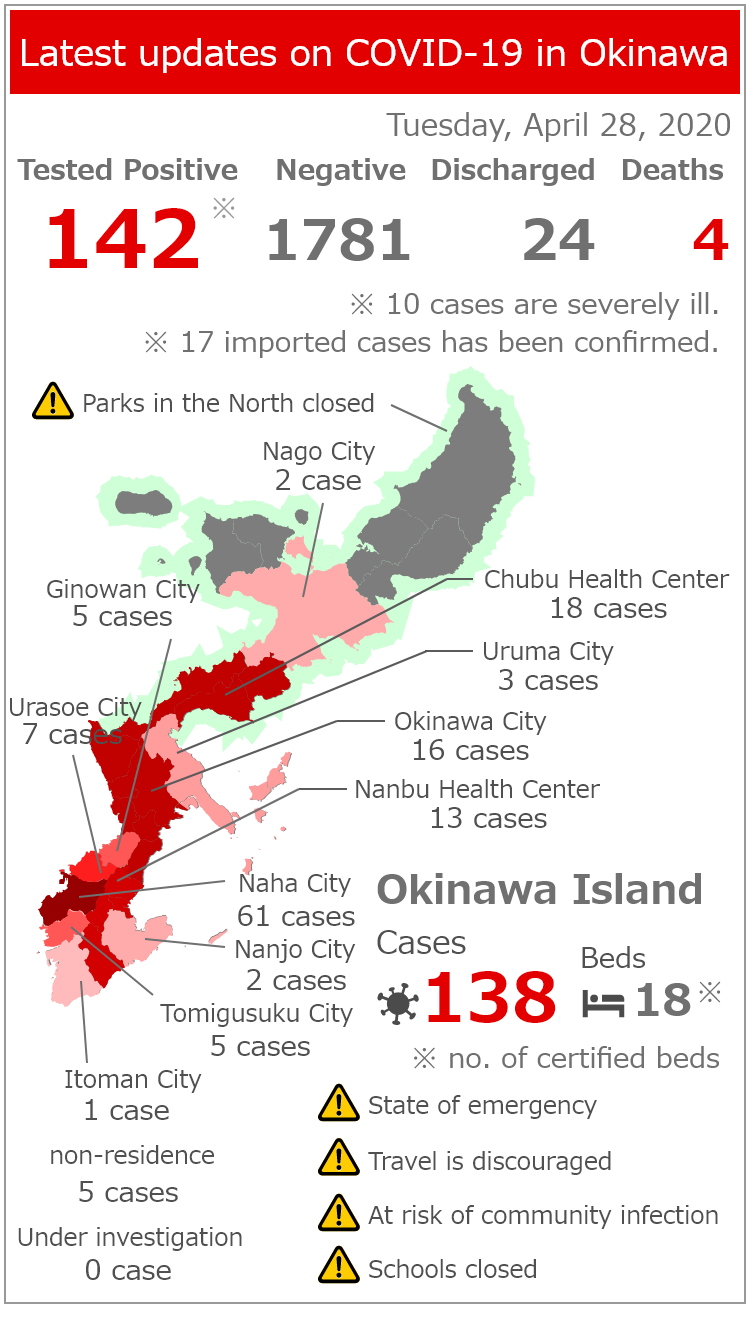 Latest updates on COVID-19 in Okinawa
Tuesday, April 28, 2020
Tested Positive Negative Discharged Deaths
142 ※ 1781 24 4
※ 10 cases are severely ill.
※ 17 imported cases has been confirmed.
Parks in the North closed
Nago City
2 case
Ginowan City
5 cases
Chubu Health Center
18 cases
Uruma City
3 cases
Urasoe City
7 cases
Okinawa City
16 cases
Nanbu Health Center
13 cases
Naha City
61 cases
Nanjo City
2 cases
Tomigusuku City
5 cases
Itoman City
1 case
non-residence
5 cases
Under investigation
0 case
Okinawa Island
Cases
138
Beds
18 ※
※ no. of certified beds
State of emergency
Travel is discouraged
At risk of community infection
Schools closed